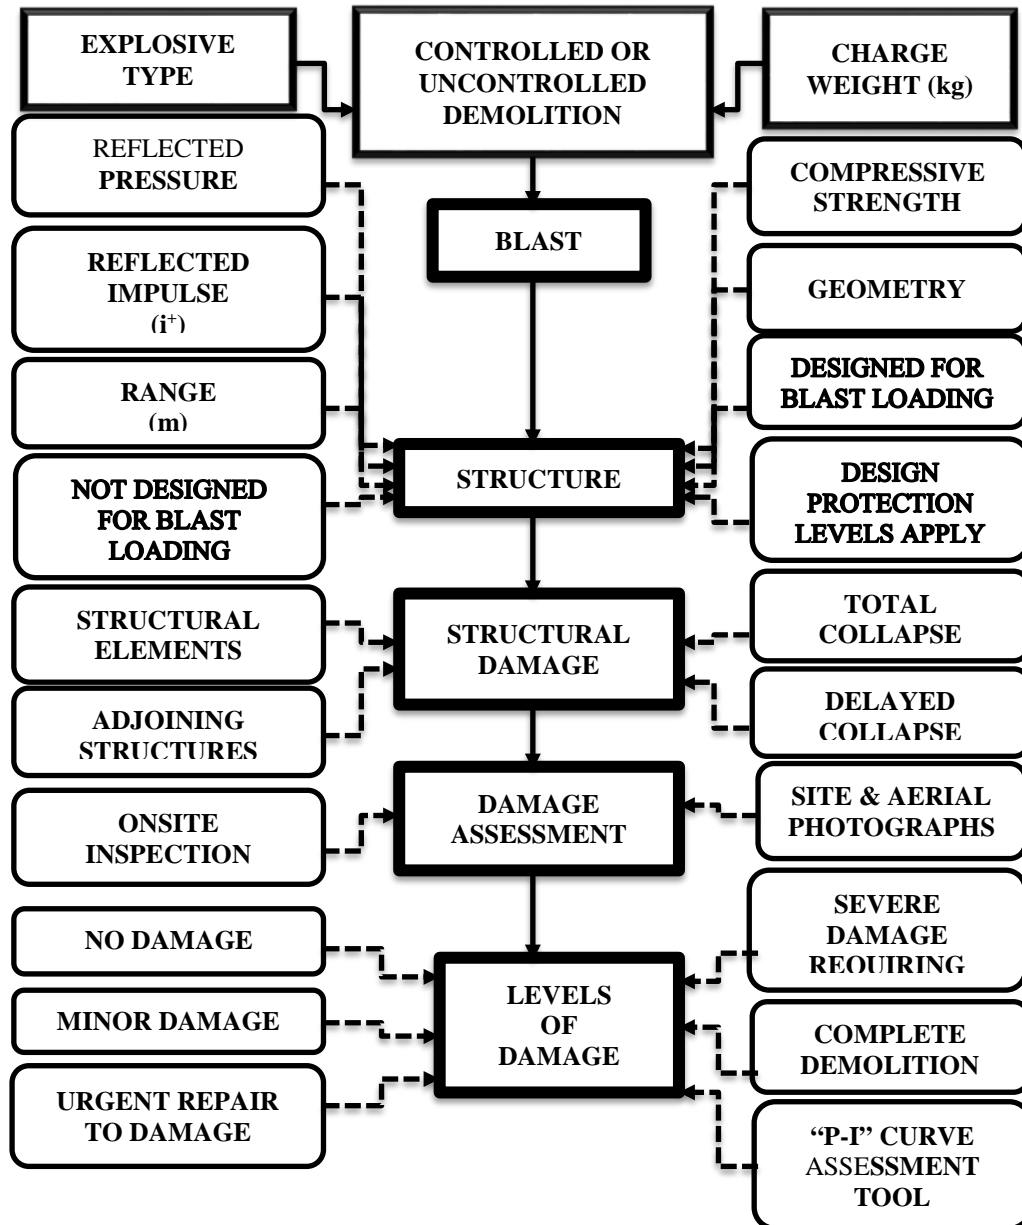 EXPLOSIVE
TYPE
CONTROLLED OR
UNCONTROLLED
DEMOLITION
CHARGE
WEIGHT (kg)
REFLECTED
PRESSURE
COMPRESSIVE
STRENGTH
BLAST
REFLECTED
IMPULSE
(i⁺)
GEOMETRY
RANGE
(m)
DESIGNED FOR
BLAST LOADING
STRUCTURE
NOT DESIGNED
FOR BLAST
LOADING
DESIGN
PROTECTION
LEVELS APPLY
STRUCTURAL
ELEMENTS
STRUCTURAL
DAMAGE
TOTAL
COLLAPSE
ADJOINING
STRUCTURES
DELAYED
COLLAPSE
ONSITE
INSPECTION
DAMAGE
ASSESSMENT
SITE & AERIAL
PHOTOGRAPHS
NO DAMAGE
SEVERE
DAMAGE
REQUIRING
MINOR DAMAGE
LEVELS
OF
DAMAGE
COMPLETE
DEMOLITION
URGENT REPAIR
TO DAMAGE
“P-I” CURVE
ASSESSMENT
TOOL